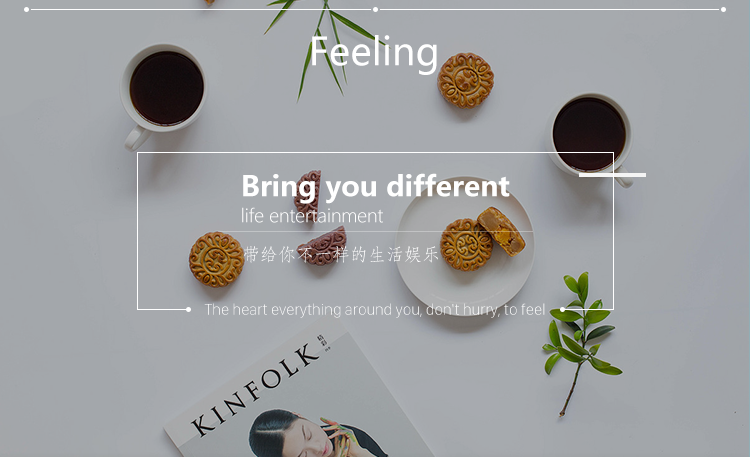 Feeling
Bring you different
life entertainment
带给你不一样的生活娱乐
The heart everything around you, don't hurry, to feel
KINFOLK